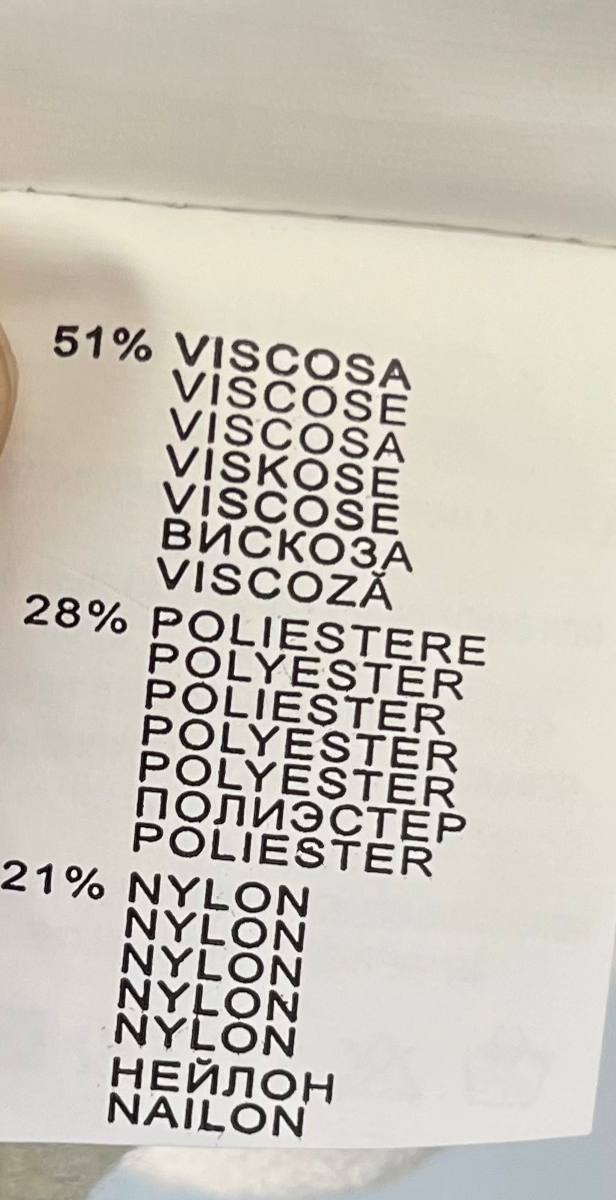 51% VISCOSA
VISCOSE
VISCOSA
VISKOSE
VISCOSE
ВИСКОЗА
VISCOZĂ
28% POLIESTERE
POLYESTER
POLIESTER
POLYESTER
POLYESTER
ПОЛИЭСТЕР
POLIESTER
21% NYLON
NYLON
NYLON
NYLON
NYLON
НЕЙЛОН
NAILON